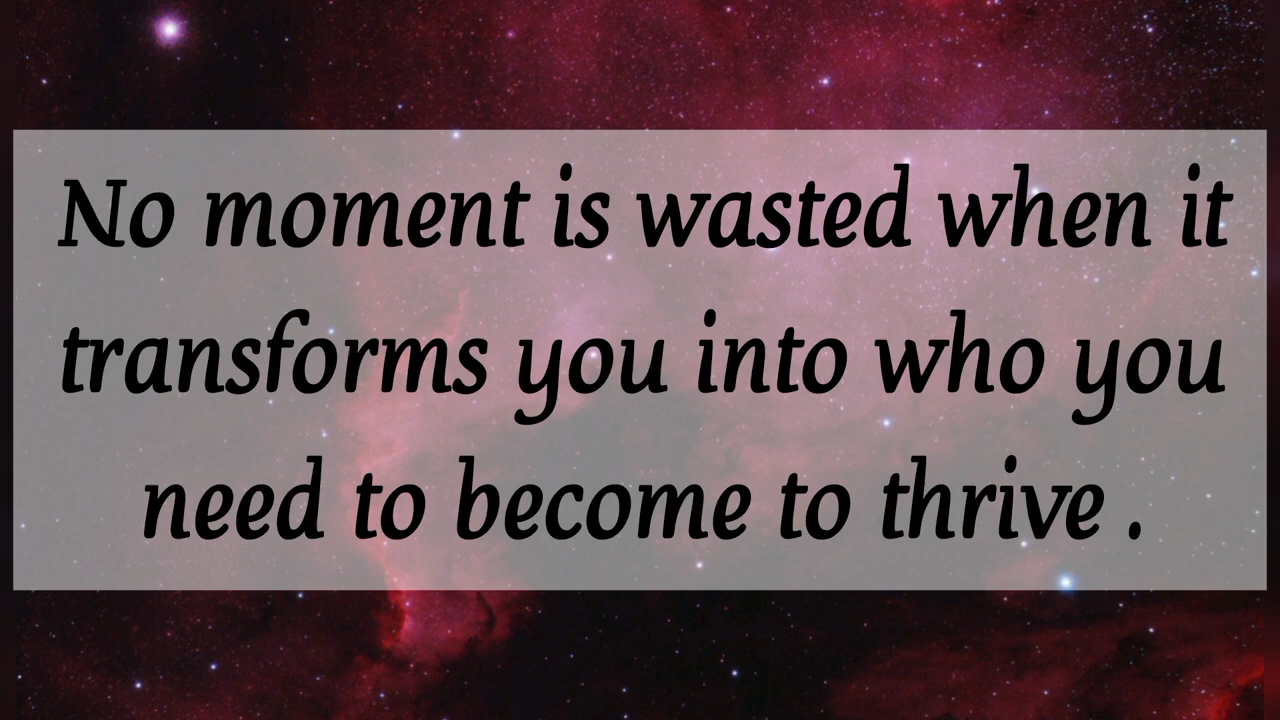 No moment is wasted when it
transforms you into who you
need to become to thrive .